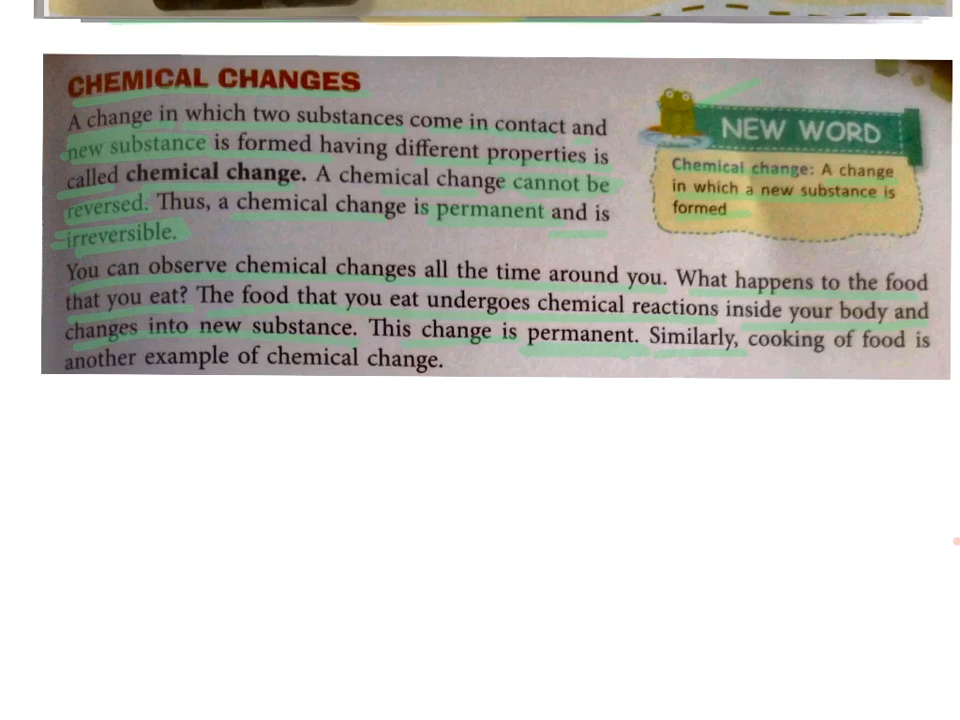 CHEMICAL CHANGES
A change in which two substances come in contact and
new substance is formed having different properties is
called chemical change. A chemical change cannot be
reversed. Thus, a chemical change is permanent and is
irreversible.
NEW WORD
Chemical change: A change
in which a new substance is
formed
You can observe chemical changes all the time around you. What happens to the food
that you eat? The food that you eat undergoes chemical reactions inside your body and
changes into new substance. This change is permanent. Similarly, cooking of food is
another example of chemical change.